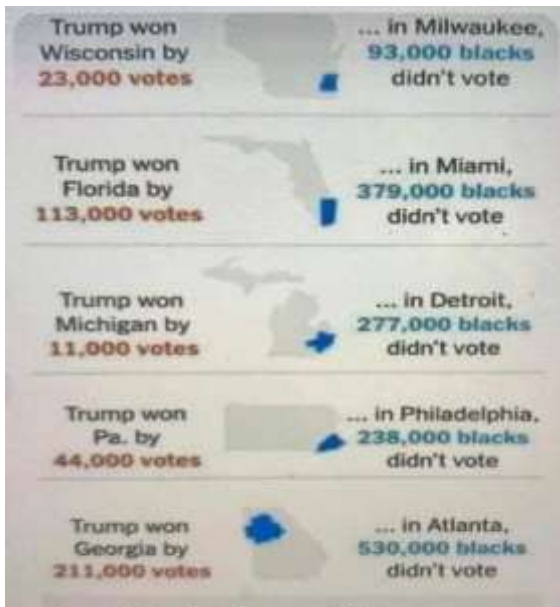 Trump won
Wisconsin by
23,000 votes
... in Milwaukee,
93,000 blacks
didn't vote
Trump won
Florida by
113,000 votes
... in Miami,
379,000 blacks
didn't vote
Trump won
Michigan by
11,000 votes
... in Detroit,
277,000 blacks
didn't vote
Trump won
Pa. by
44,000 votes
... in Philadelphia,
238,000 blacks
didn't vote
Trump won
Georgia by
211,000 votes
... in Atlanta,
530,000 blacks
didn't vote